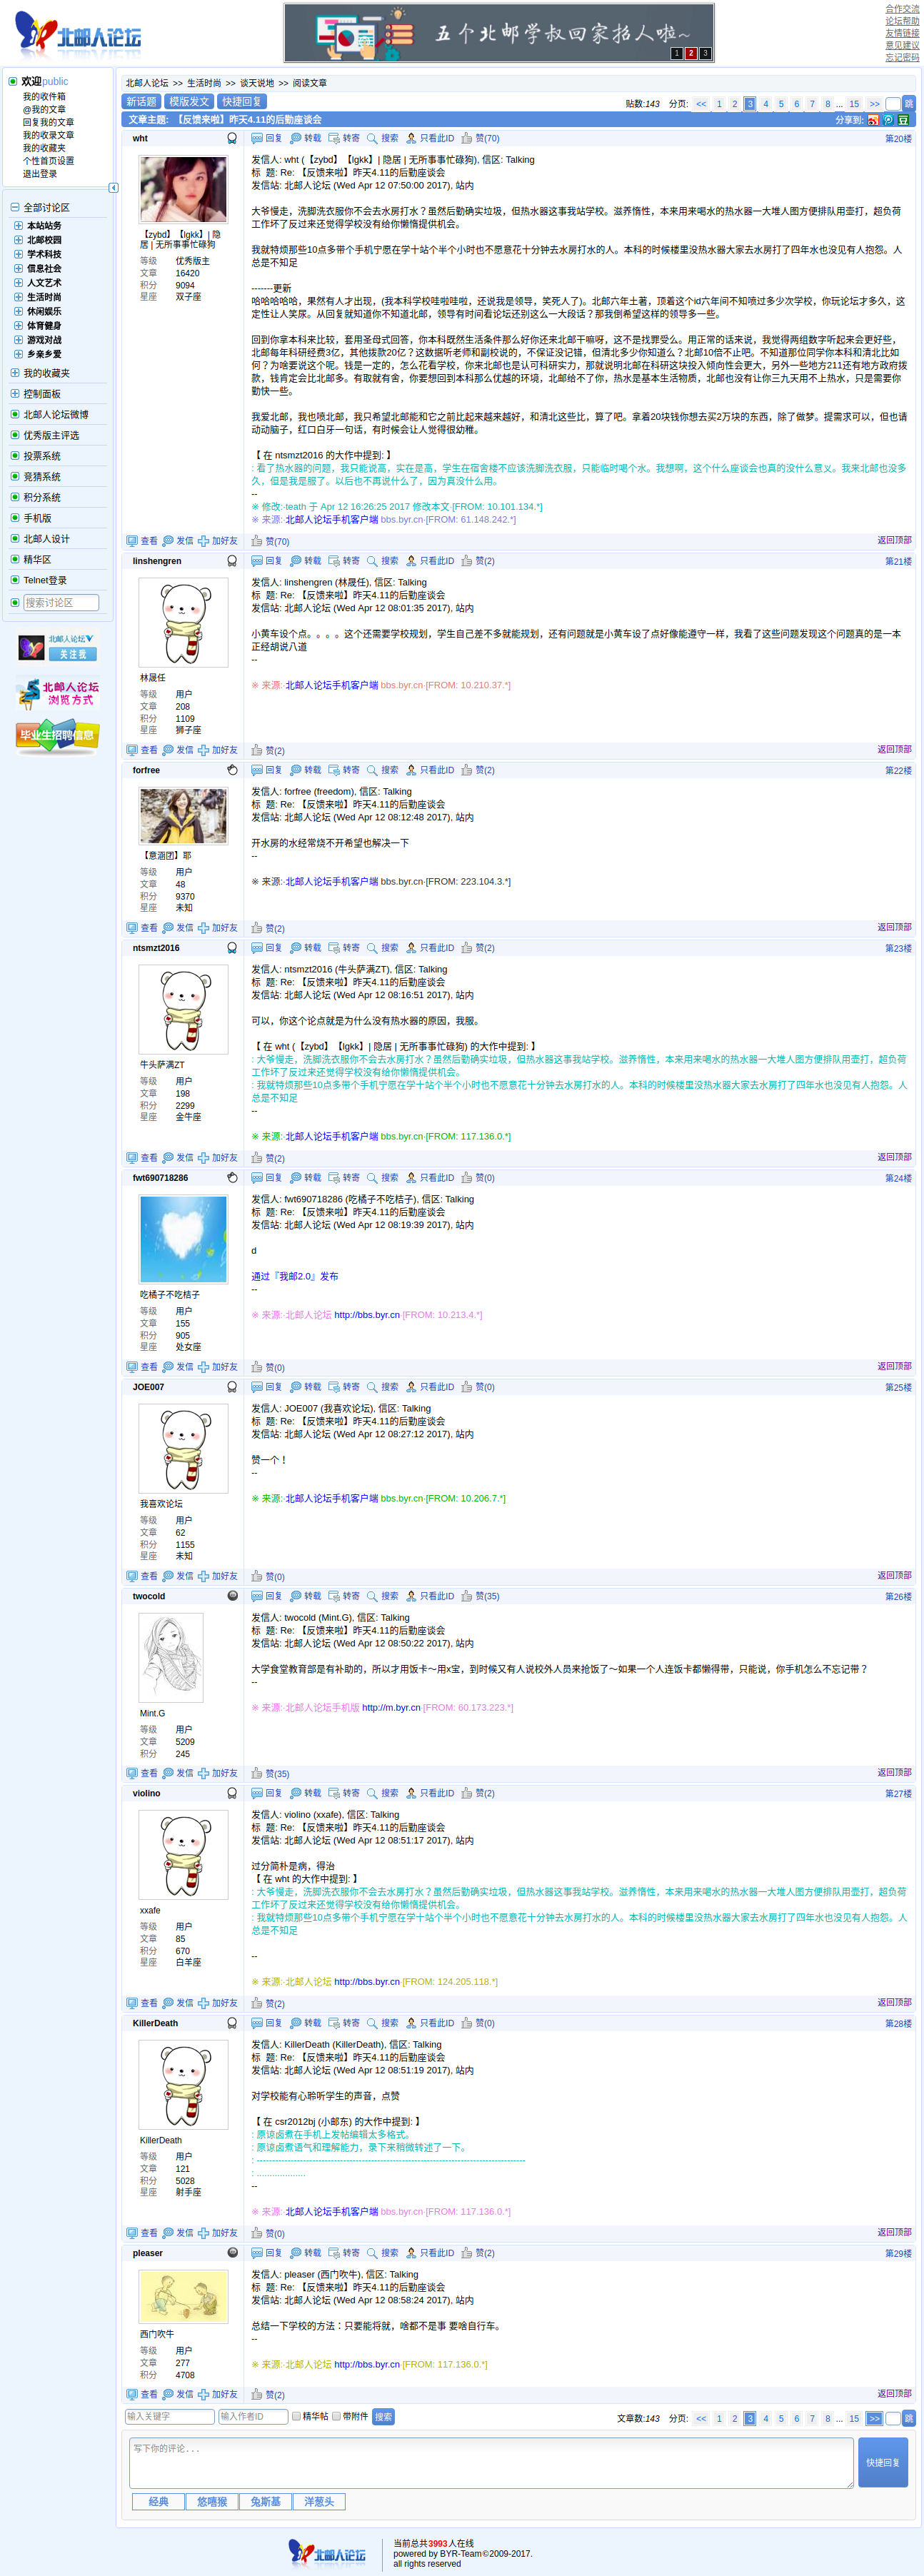 北邮人论坛
五个北邮学叔回家招人啦~
1 2 3
合作交流
论坛帮助
友情链接
意见建议
忘记密码
欢迎public
我的收件箱
@我的文章
回复我的文章
我的收录文章
我的收藏夹
个性首页设置
退出登录
全部讨论区
本站站务
北邮校园
学术科技
信息社会
人文艺术
生活时尚
休闲娱乐
体育健身
游戏对战
乡亲乡爱
我的收藏夹
控制面板
北邮人论坛微博
优秀版主评选
投票系统
竞猜系统
积分系统
手机版
北邮人设计
精华区
Telnet登录
搜索讨论区
北邮人论坛
关注我
北邮人论坛
浏览方式
毕业生招聘信息
北邮人论坛 >> 生活时尚 >> 谈天说地 >> 阅读文章
新话题 模版发文 快捷回复
贴数:143 分页: << 1 2 3 4 5 6 7 8 ... 15 >> 跳
文章主题: 【反馈来啦】昨天4.11的后勤座谈会
分享到:
wht
回复 转载 转寄 搜索 只看此ID 赞(70)
第20楼
【zybd】【lgkk】| 隐居 | 无所事事忙碌狗
等级 优秀版主
文章 16420
积分 9094
星座 双子座
发信人: wht (【zybd】【lgkk】| 隐居 | 无所事事忙碌狗), 信区: Talking
标 题: Re: 【反馈来啦】昨天4.11的后勤座谈会
发信站: 北邮人论坛 (Wed Apr 12 07:50:00 2017), 站内
大爷慢走，洗脚洗衣服你不会去水房打水？虽然后勤确实垃圾，但热水器这事我站学校。滋养惰性，本来用来喝水的热水器一大堆人图方便排队用壶打，超负荷工作坏了反过来还觉得学校没有给你懒惰提供机会。
我就特烦那些10点多带个手机宁愿在学十站个半个小时也不愿意花十分钟去水房打水的人。本科的时候楼里没热水器大家去水房打了四年水也没见有人抱怨。人总是不知足
-------更新
哈哈哈哈哈，果然有人才出现，(我本科学校哇啦哇啦，还说我是领导，笑死人了)。北邮六年土著，顶着这个id六年间不知喷过多少次学校，你玩论坛才多久，这定性让人笑尿。从回复就知道你不知道北邮，领导有时间看论坛还别这么一大段话？那我倒希望这样的领导多一些。
回到你拿本科来比较，套用圣母式回答，你本科既然生活条件那么好你还来北邮干嘛呀，这不是找罪受么。用正常的话来说，我觉得两组数字听起来会更好些，北邮每年科研经费3亿，其他拨款20亿？这数据听老师和副校说的，不保证没记错，但清北多少你知道么？北邮10倍不止吧。不知道那位同学你本科和清北比如何？为啥要说这个呢。钱是一定的，怎么花看学校，你来北邮也是认可科研实力，那就说明北邮在科研这块投入倾向性会更大，另外一些地方211还有地方政府拨款，钱肯定会比北邮多。有取就有舍，你要想回到本科那么优越的环境，北邮给不了你，热水是基本生活物质，北邮也没有让你三九天用不上热水，只是需要你勤快一些。
我爱北邮，我也喷北邮，我只希望北邮能和它之前比起来越来越好，和清北这些比，算了吧。拿着20块钱你想去买2万块的东西，除了做梦。提需求可以，但也请动动脑子，红口白牙一句话，有时候会让人觉得很幼稚。
【 在 ntsmzt2016 的大作中提到: 】
: 看了热水器的问题，我只能说高，实在是高，学生在宿舍楼不应该洗脚洗衣服，只能临时喝个水。我想啊，这个什么座谈会也真的没什么意义。我来北邮也没多久，但是我是服了。以后也不再说什么了，因为真没什么用。
--
※ 修改:·teath 于 Apr 12 16:26:25 2017 修改本文·[FROM: 10.101.134.*]
※ 来源:·北邮人论坛手机客户端 bbs.byr.cn·[FROM: 61.148.242.*]
查看 发信 加好友 赞(70) 返回顶部
linshengren
回复 转载 转寄 搜索 只看此ID 赞(2)
第21楼
林晟任
等级 用户
文章 208
积分 1109
星座 狮子座
发信人: linshengren (林晟任), 信区: Talking
标 题: Re: 【反馈来啦】昨天4.11的后勤座谈会
发信站: 北邮人论坛 (Wed Apr 12 08:01:35 2017), 站内
小黄车设个点。。。。这个还需要学校规划，学生自己差不多就能规划，还有问题就是小黄车设了点好像能遵守一样，我看了这些问题发现这个问题真的是一本正经胡说八道
--
※ 来源:·北邮人论坛手机客户端 bbs.byr.cn·[FROM: 10.210.37.*]
查看 发信 加好友 赞(2) 返回顶部
forfree
回复 转载 转寄 搜索 只看此ID 赞(2)
第22楼
【意涵团】耶
等级 用户
文章 48
积分 9370
星座 未知
发信人: forfree (freedom), 信区: Talking
标 题: Re: 【反馈来啦】昨天4.11的后勤座谈会
发信站: 北邮人论坛 (Wed Apr 12 08:12:48 2017), 站内
开水房的水经常烧不开希望也解决一下
--
※ 来源:·北邮人论坛手机客户端 bbs.byr.cn·[FROM: 223.104.3.*]
查看 发信 加好友 赞(2) 返回顶部
ntsmzt2016
回复 转载 转寄 搜索 只看此ID 赞(2)
第23楼
牛头萨满ZT
等级 用户
文章 198
积分 2299
星座 金牛座
发信人: ntsmzt2016 (牛头萨满ZT), 信区: Talking
标 题: Re: 【反馈来啦】昨天4.11的后勤座谈会
发信站: 北邮人论坛 (Wed Apr 12 08:16:51 2017), 站内
可以，你这个论点就是为什么没有热水器的原因，我服。
【 在 wht (【zybd】【lgkk】| 隐居 | 无所事事忙碌狗) 的大作中提到: 】
: 大爷慢走，洗脚洗衣服你不会去水房打水？虽然后勤确实垃圾，但热水器这事我站学校。滋养惰性，本来用来喝水的热水器一大堆人图方便排队用壶打，超负荷工作坏了反过来还觉得学校没有给你懒惰提供机会。
: 我就特烦那些10点多带个手机宁愿在学十站个半个小时也不愿意花十分钟去水房打水的人。本科的时候楼里没热水器大家去水房打了四年水也没见有人抱怨。人总是不知足
--
※ 来源:·北邮人论坛手机客户端 bbs.byr.cn·[FROM: 117.136.0.*]
查看 发信 加好友 赞(2) 返回顶部
fwt690718286
回复 转载 转寄 搜索 只看此ID 赞(0)
第24楼
吃橘子不吃桔子
等级 用户
文章 155
积分 905
星座 处女座
发信人: fwt690718286 (吃橘子不吃桔子), 信区: Talking
标 题: Re: 【反馈来啦】昨天4.11的后勤座谈会
发信站: 北邮人论坛 (Wed Apr 12 08:19:39 2017), 站内
d
通过『我邮2.0』发布
--
※ 来源:·北邮人论坛 http://bbs.byr.cn·[FROM: 10.213.4.*]
查看 发信 加好友 赞(0) 返回顶部
JOE007
回复 转载 转寄 搜索 只看此ID 赞(0)
第25楼
我喜欢论坛
等级 用户
文章 62
积分 1155
星座 未知
发信人: JOE007 (我喜欢论坛), 信区: Talking
标 题: Re: 【反馈来啦】昨天4.11的后勤座谈会
发信站: 北邮人论坛 (Wed Apr 12 08:27:12 2017), 站内
赞一个！
--
※ 来源:·北邮人论坛手机客户端 bbs.byr.cn·[FROM: 10.206.7.*]
查看 发信 加好友 赞(0) 返回顶部
twocold
回复 转载 转寄 搜索 只看此ID 赞(35)
第26楼
Mint.G
等级 用户
文章 5209
积分 245
发信人: twocold (Mint.G), 信区: Talking
标 题: Re: 【反馈来啦】昨天4.11的后勤座谈会
发信站: 北邮人论坛 (Wed Apr 12 08:50:22 2017), 站内
大学食堂教育部是有补助的，所以才用饭卡～用x宝，到时候又有人说校外人员来抢饭了～如果一个人连饭卡都懒得带，只能说，你手机怎么不忘记带？
--
※ 来源:·北邮人论坛手机版 http://m.byr.cn·[FROM: 60.173.223.*]
查看 发信 加好友 赞(35) 返回顶部
violino
回复 转载 转寄 搜索 只看此ID 赞(2)
第27楼
xxafe
等级 用户
文章 85
积分 670
星座 白羊座
发信人: violino (xxafe), 信区: Talking
标 题: Re: 【反馈来啦】昨天4.11的后勤座谈会
发信站: 北邮人论坛 (Wed Apr 12 08:51:17 2017), 站内
过分简朴是病，得治
【 在 wht 的大作中提到: 】
: 大爷慢走，洗脚洗衣服你不会去水房打水？虽然后勤确实垃圾，但热水器这事我站学校。滋养惰性，本来用来喝水的热水器一大堆人图方便排队用壶打，超负荷工作坏了反过来还觉得学校没有给你懒惰提供机会。
: 我就特烦那些10点多带个手机宁愿在学十站个半个小时也不愿意花十分钟去水房打水的人。本科的时候楼里没热水器大家去水房打了四年水也没见有人抱怨。人总是不知足
--
※ 来源:·北邮人论坛 http://bbs.byr.cn·[FROM: 124.205.118.*]
查看 发信 加好友 赞(2) 返回顶部
KillerDeath
回复 转载 转寄 搜索 只看此ID 赞(0)
第28楼
KillerDeath
等级 用户
文章 121
积分 5028
星座 射手座
发信人: KillerDeath (KillerDeath), 信区: Talking
标 题: Re: 【反馈来啦】昨天4.11的后勤座谈会
发信站: 北邮人论坛 (Wed Apr 12 08:51:19 2017), 站内
对学校能有心聆听学生的声音，点赞
【 在 csr2012bj (小邮东) 的大作中提到: 】
: 原谅卤煮在手机上发帖编辑太多格式。
: 原谅卤煮语气和理解能力，录下来稍微转述了一下。
: ---------------------------------------------------------------------------------------
: ...................
--
※ 来源:·北邮人论坛手机客户端 bbs.byr.cn·[FROM: 117.136.0.*]
查看 发信 加好友 赞(0) 返回顶部
pleaser
回复 转载 转寄 搜索 只看此ID 赞(2)
第29楼
西门吹牛
等级 用户
文章 277
积分 4708
发信人: pleaser (西门吹牛), 信区: Talking
标 题: Re: 【反馈来啦】昨天4.11的后勤座谈会
发信站: 北邮人论坛 (Wed Apr 12 08:58:24 2017), 站内
总结一下学校的方法：只要能将就，啥都不是事 要啥自行车。
--
※ 来源:·北邮人论坛 http://bbs.byr.cn·[FROM: 117.136.0.*]
查看 发信 加好友 赞(2) 返回顶部
输入关键字 输入作者ID 精华帖 带附件 搜索
文章数:143 分页: << 1 2 3 4 5 6 7 8 ... 15 >> 跳
写下你的评论...
快捷回复
经典 悠嘻猴 兔斯基 洋葱头
北邮人论坛
当前总共3993人在线
powered by BYR-Team©2009-2017.
all rights reserved